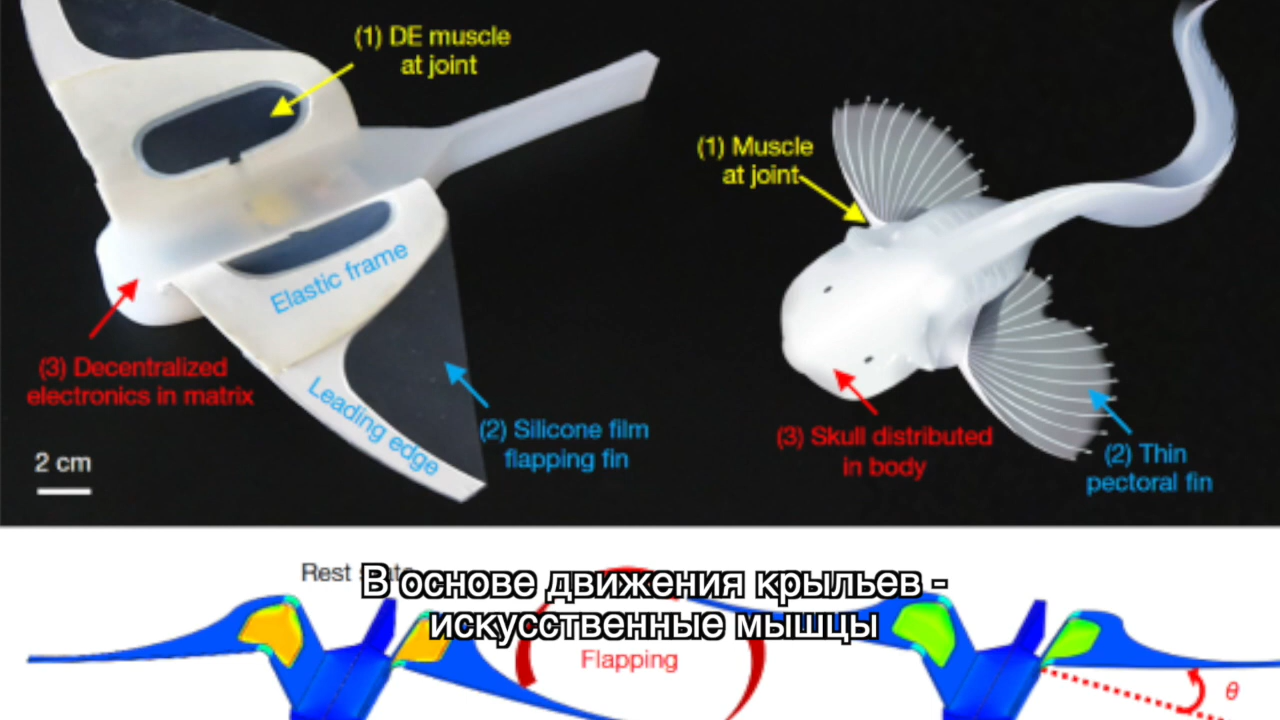 (1) DE muscle
at joint
(1) Muscle
at joint
Elastic frame
(3) Decentralized
electronics in matrix
Leading edge
(2) Silicone film
flapping fin
2 cm
(3) Skull distributed
in body
(2) Thin
pectoral fin
Rest
В основе движения крыльев -
искусственные мышцы
Flapping
θ